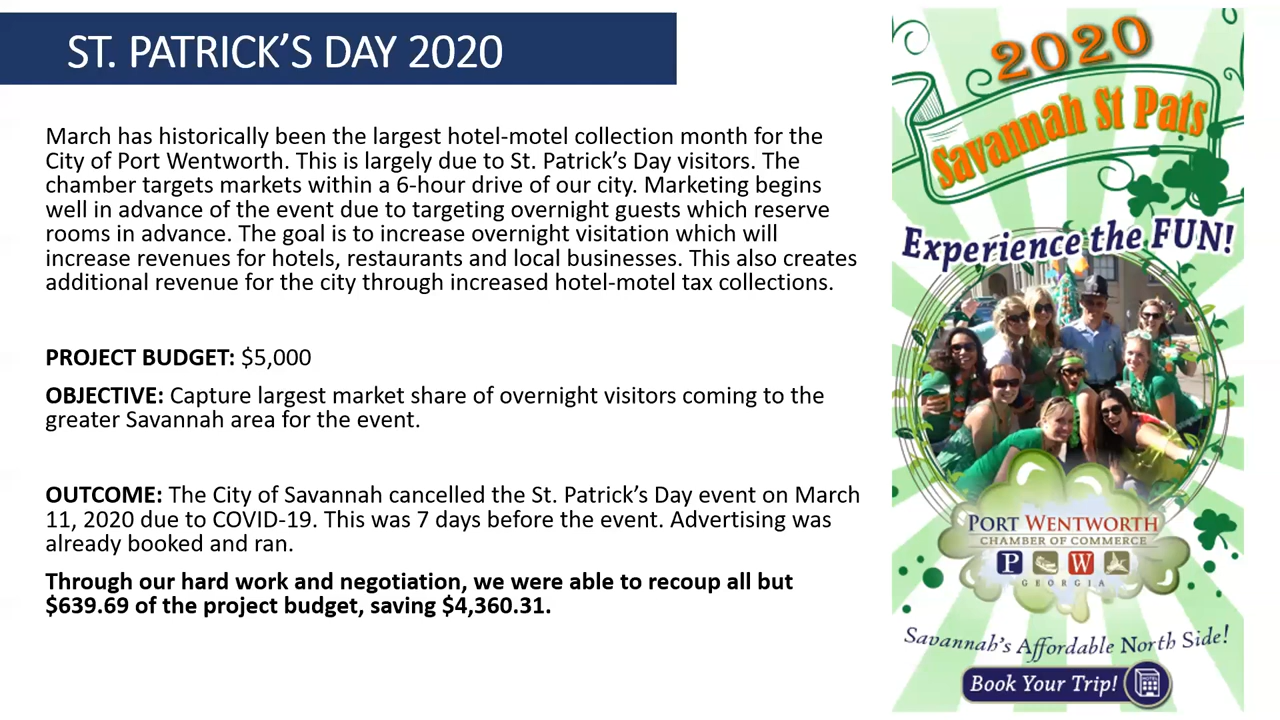 ST. PATRICK'S DAY 2020
March has historically been the largest hotel-motel collection month for the
City of Port Wentworth. This is largely due to St. Patrick's Day visitors. The
chamber targets markets within a 6-hour drive of our city. Marketing begins
well in advance of the event due to targeting overnight guests which reserve
rooms in advance. The goal is to increase overnight visitation which will
increase revenues for hotels, restaurants and local businesses. This also creates
additional revenue for the city through increased hotel-motel tax collections.
PROJECT BUDGET: $5,000
OBJECTIVE: Capture largest market share of overnight visitors coming to the
greater Savannah area for the event.
OUTCOME: The City of Savannah cancelled the St. Patrick's Day event on March
11, 2020 due to COVID-19. This was 7 days before the event. Advertising was
already booked and ran.
Through our hard work and negotiation, we were able to recoup all but
$639.69 of the project budget, saving $4,360.31.
2020
Savannah St Pats
Experience the FUN!
PORT WENTWORTH
CHAMBER OF COMMERCE
P W
GEORGIA
Savannah's Affordable North Side!
Book Your Trip!
HOTEL